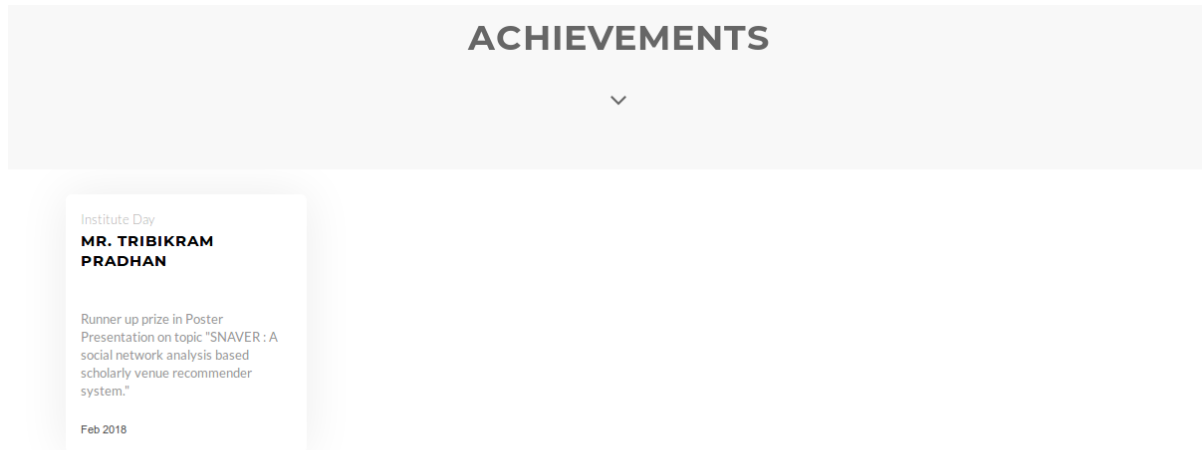 ACHIEVEMENTS
Institute Day
MR. TRIBIKRAM
PRADHAN
Runner up prize in Poster
Presentation on topic "SNAVER : A
social network analysis based
scholarly venue recommender
system."
Feb 2018